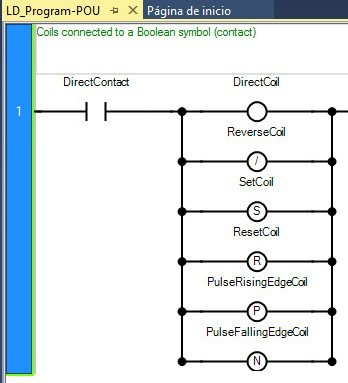 LD_Program-POU
Página de inicio
Coils connected to a Boolean symbol (contact)
DirectContact
DirectCoil
1
ReverseCoil
/
SetCoil
S
ResetCoil
R
PulseRisingEdgeCoil
P
PulseFallingEdgeCoil
N